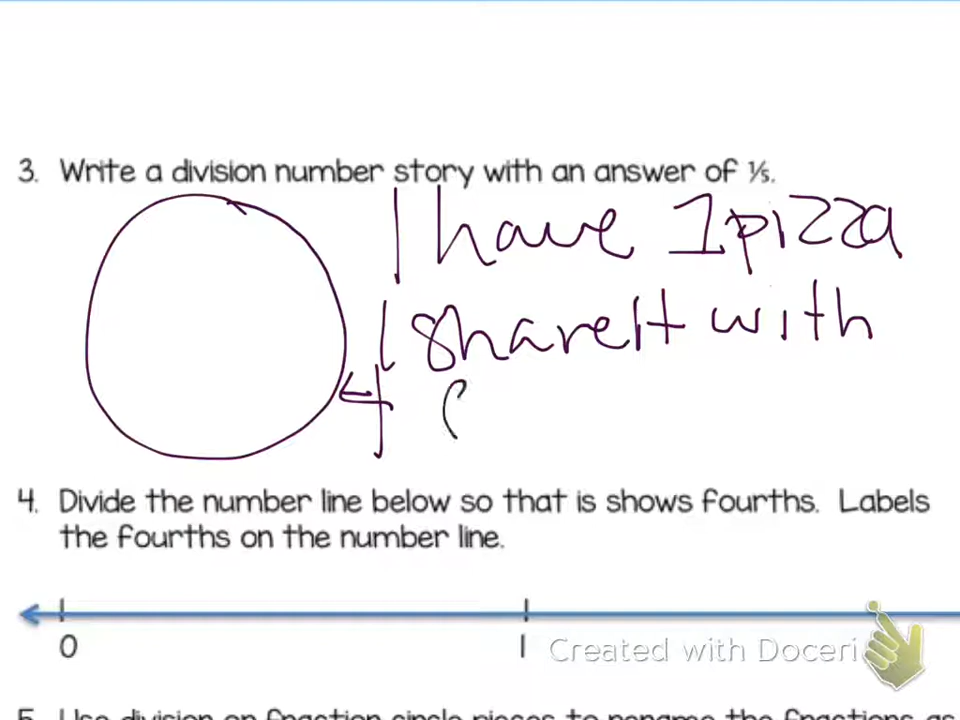 3. Write a division number story with an answer of ⅕.
I have 1 pizza
I share it with
4
4. Divide the number line below so that is shows fourths. Labels
the fourths on the number line.
0 1
Created with Doceri